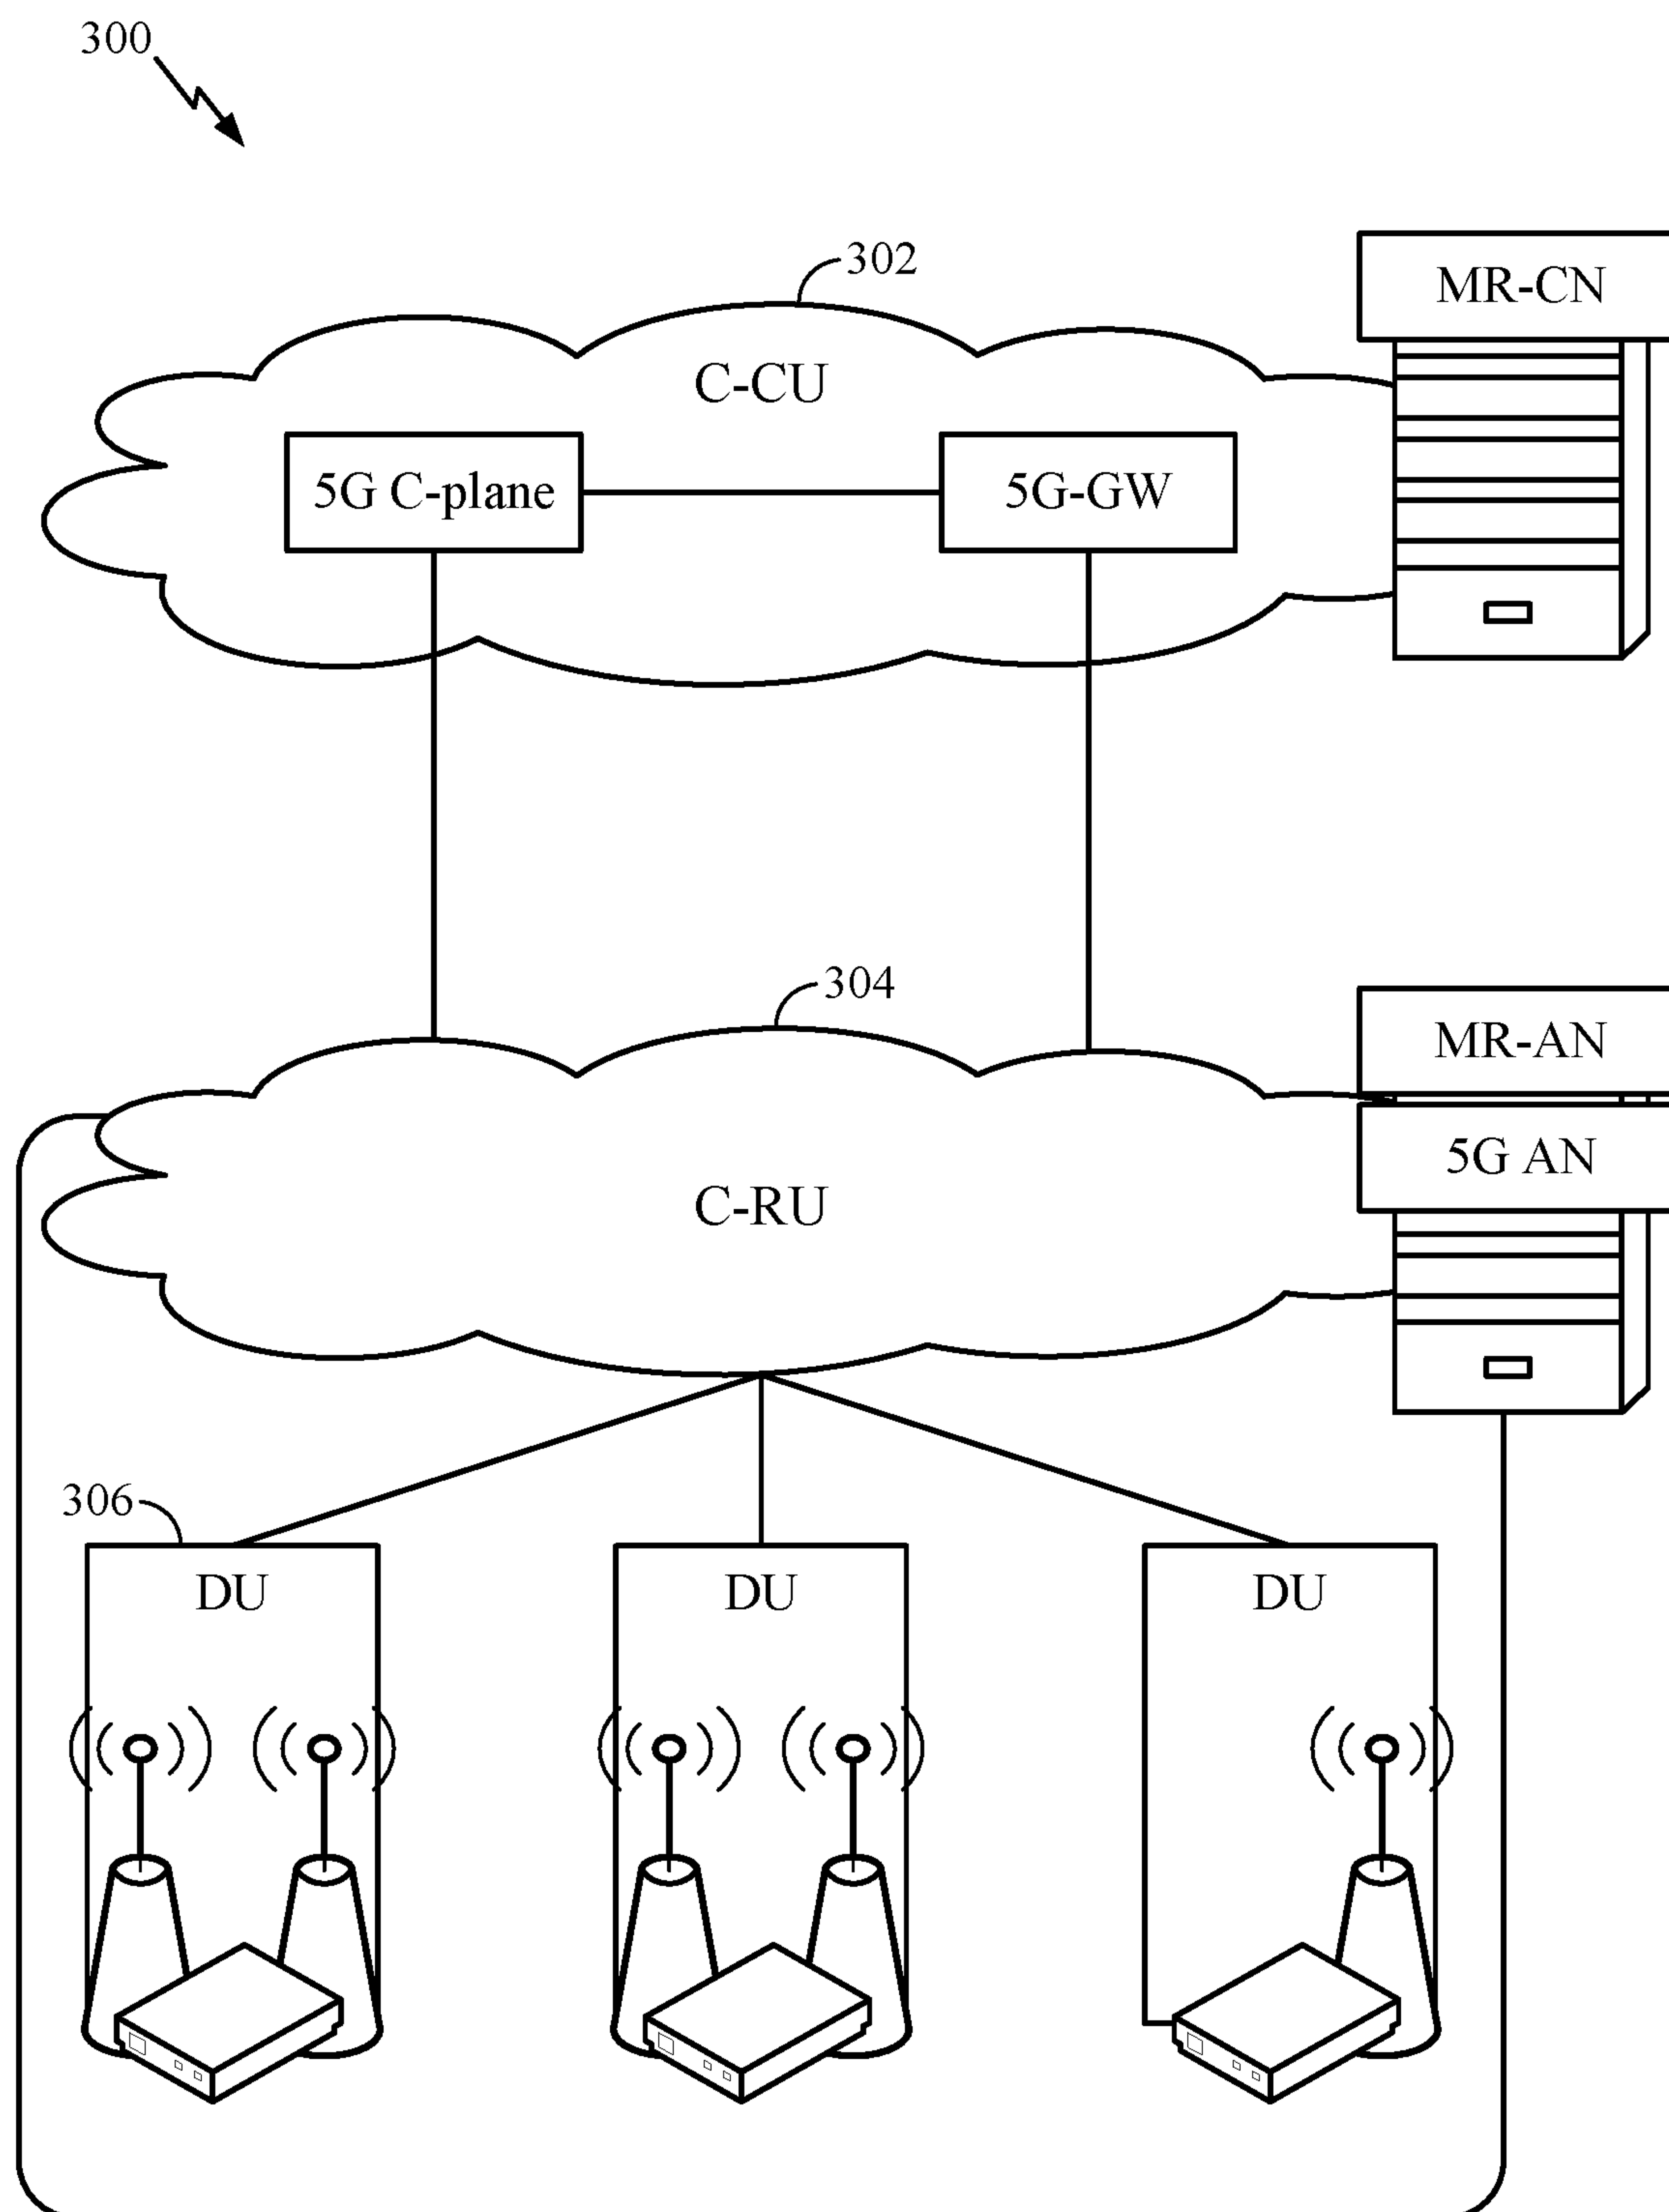 300
302
MR-CN
C-CU
5G C-plane
5G-GW
304
MR-AN
5G AN
C-RU
306
DU
DU
DU